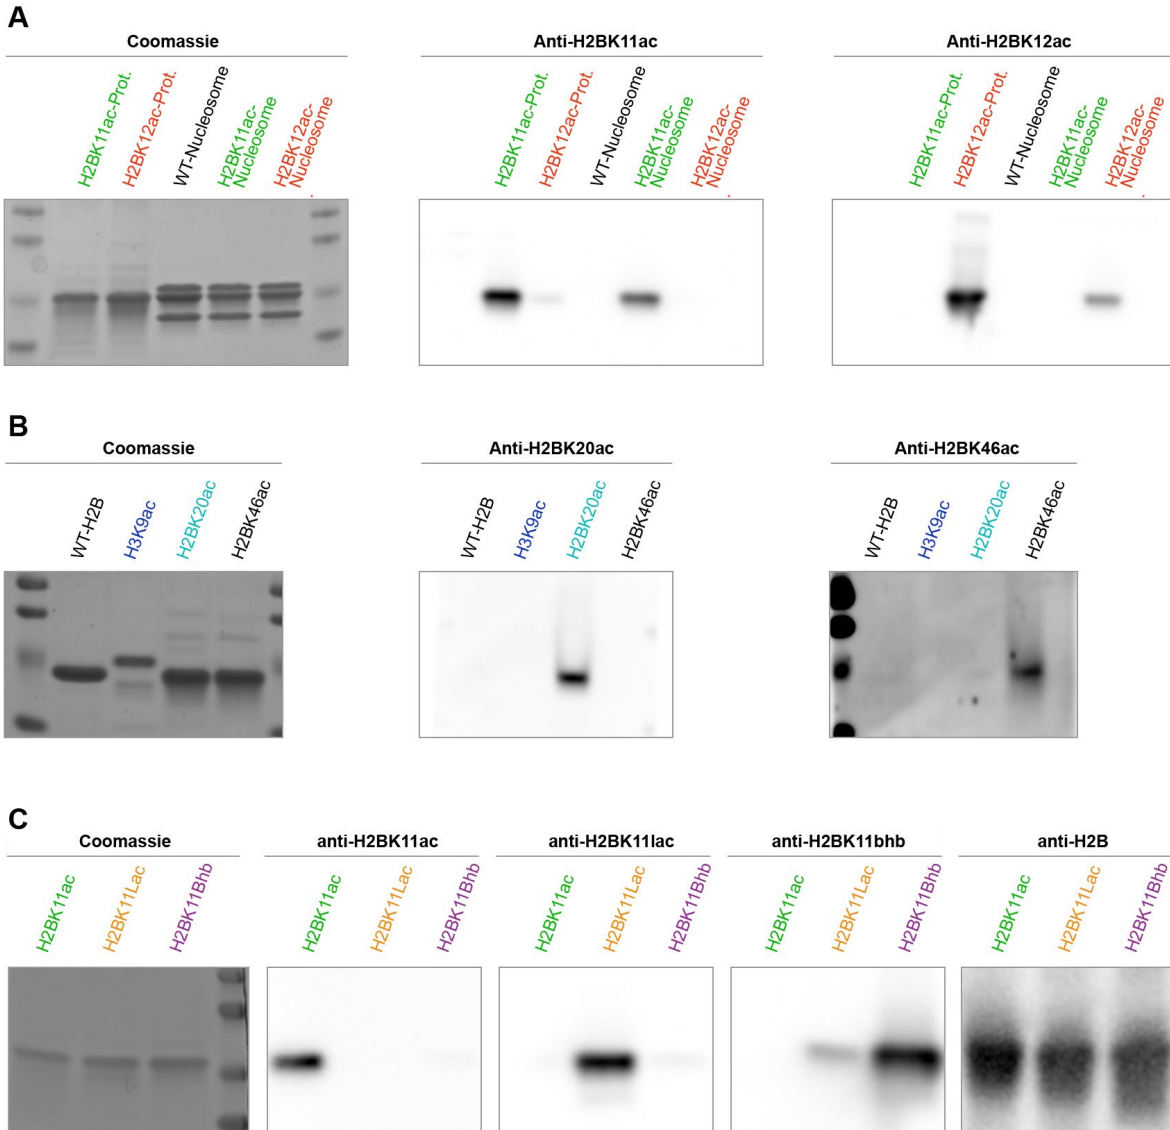 A
Coomassie
Anti-H2BK11ac
Anti-H2BK12ac
H2BK11ac-Prot.
H2BK12ac-Prot.
WT-Nucleosome
H2BK11ac-
Nucleosome
H2BK12ac-
Nucleosome
H2BK11ac-Prot.
H2BK12ac-Prot.
WT-Nucleosome
H2BK11ac-
Nucleosome
H2BK12ac-
Nucleosome
H2BK11ac-Prot.
H2BK12ac-Prot.
WT-Nucleosome
H2BK11ac-
Nucleosome
H2BK12ac-
Nucleosome
B
Coomassie
Anti-H2BK20ac
Anti-H2BK46ac
WT-H2B
H3K9ac
H2BK20ac
H2BK46ac
WT-H2B
H3K9ac
H2BK20ac
H2BK46ac
WT-H2B
H3K9ac
H2BK20ac
H2BK46ac
C
Coomassie
anti-H2BK11ac
anti-H2BK11lac
anti-H2BK11bhb
anti-H2B
H2BK11ac
H2BK11Lac
H2BK11Bhb
H2BK11ac
H2BK11Lac
H2BK11Bhb
H2BK11ac
H2BK11Lac
H2BK11Bhb
H2BK11ac
H2BK11Lac
H2BK11Bhb
H2BK11ac
H2BK11Lac
H2BK11Bhb